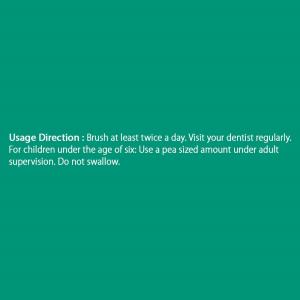 Usage Direction : Brush at least twice a day. Visit your dentist regularly.
For children under the age of six: Use a pea sized amount under adult
supervision. Do not swallow.